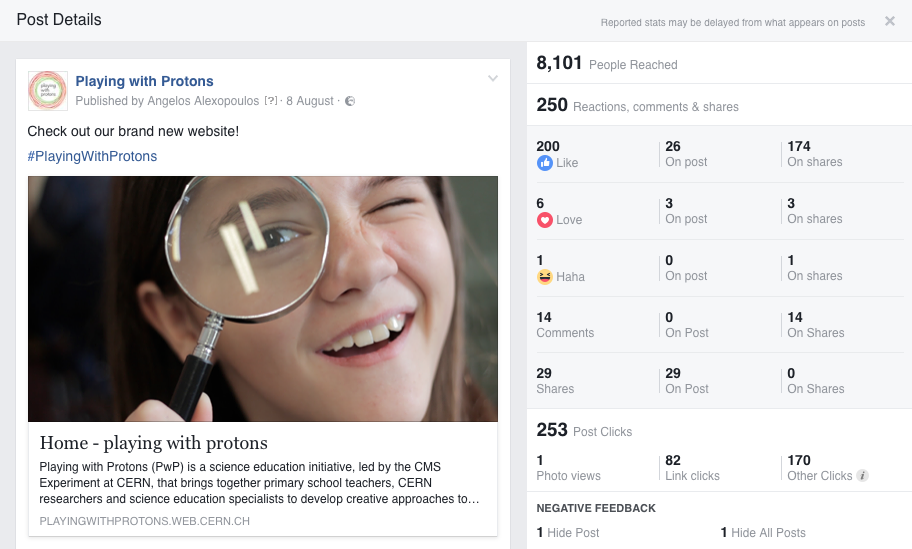 Post Details
Reported stats may be delayed from what appears on posts
playing
with
protons
Playing with Protons
Published by Angelos Alexopoulos [?] · 8 August ·
Check out our brand new website!
#PlayingWithProtons
Home - playing with protons
Playing with Protons (PwP) is a science education initiative, led by the CMS
Experiment at CERN, that brings together primary school teachers, CERN
researchers and science education specialists to develop creative approaches to…
PLAYINGWITHPROTONS.WEB.CERN.CH
8,101 People Reached
250 Reactions, comments & shares
200 26 174
Like On post On shares
6 3 3
Love On post On shares
1 0 1
Haha On post On shares
14 0 14
Comments On Post On Shares
29 29 0
Shares On Post On Shares
253 Post Clicks
1 82 170
Photo views Link clicks Other Clicks i
NEGATIVE FEEDBACK
1 Hide Post 1 Hide All Posts